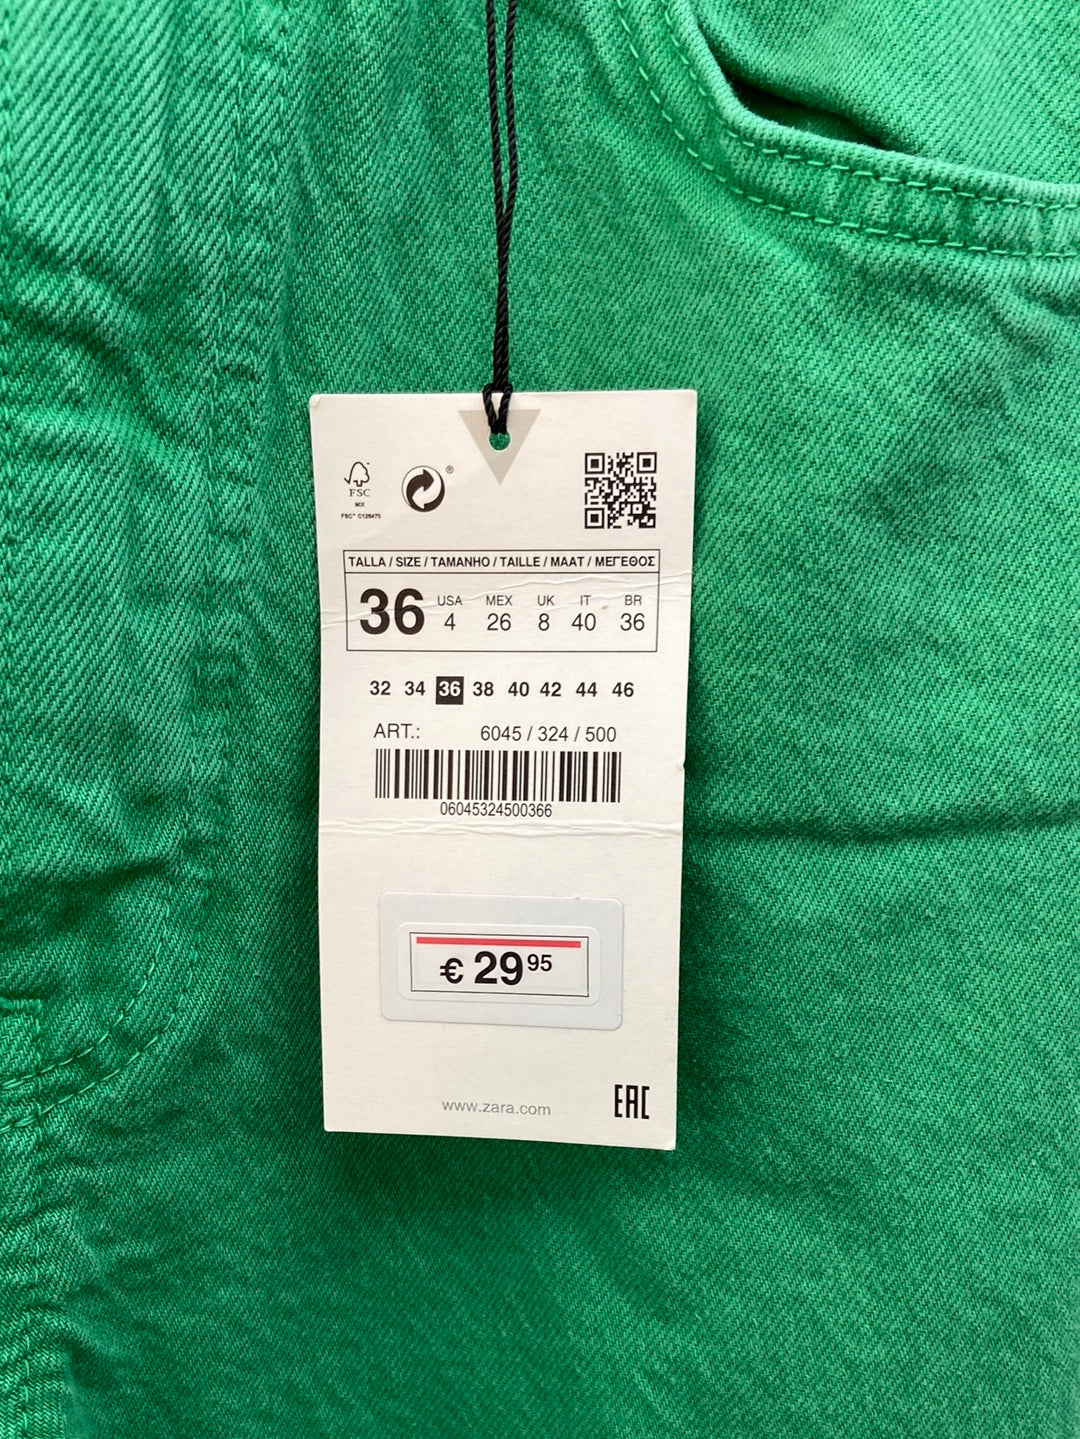 FSC
MIX
FSC™ C125470
®
TALLA / SIZE / TAMANHO / TAILLE / MAAT / ΜΕΓΕΘΟΣ
36 USA MEX UK IT BR
4 26 8 40 36
32 34 36 38 40 42 44 46
ART.: 6045 / 324 / 500
06045324500366
€ 29 95
www.zara.com
EAC